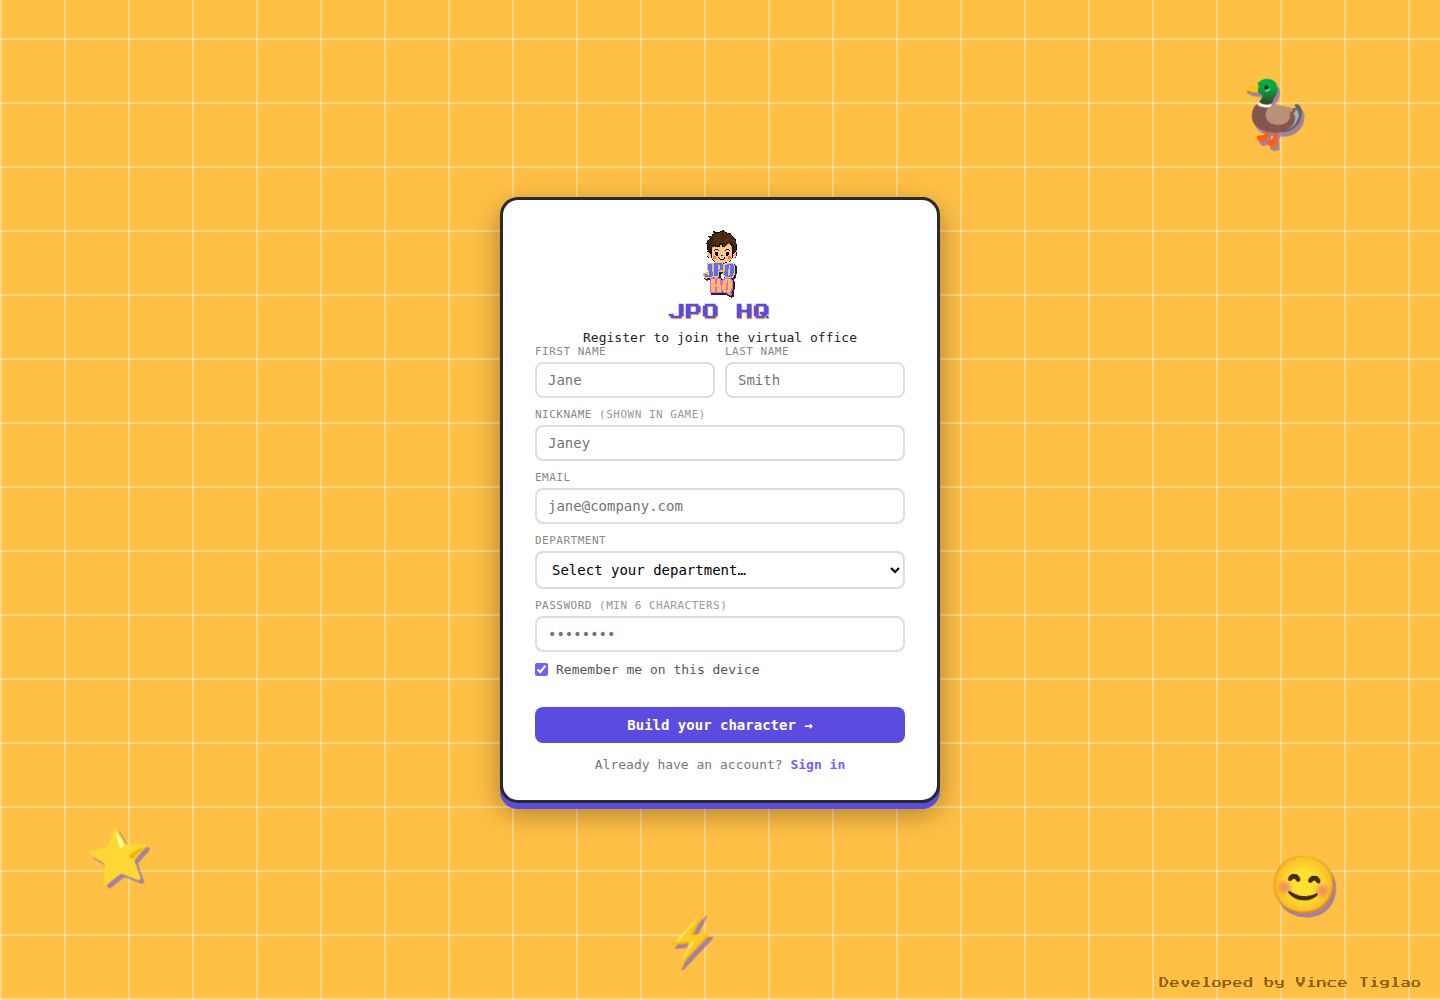 JPO
HQ
JPO HQ
Register to join the virtual office
FIRST NAME
LAST NAME
Jane
Smith
NICKNAME (SHOWN IN GAME)
Janey
EMAIL
jane@company.com
DEPARTMENT
Select your department…
PASSWORD (MIN 6 CHARACTERS)
••••••••
Remember me on this device
Build your character →
Already have an account? Sign in
Developed by Vince Tiglao